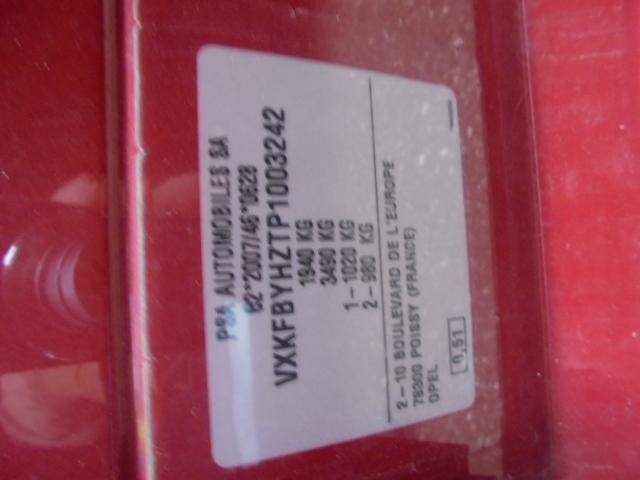 PSA AUTOMOBILES SA
e2*2007/46*0628
VXKFBYHZTP1003242
1940 KG
3490 KG
1-1020 KG
2-980 KG
2-10 BOULEVARD DE L'EUROPE
78300 POISSY (FRANCE)
OPEL
0,51